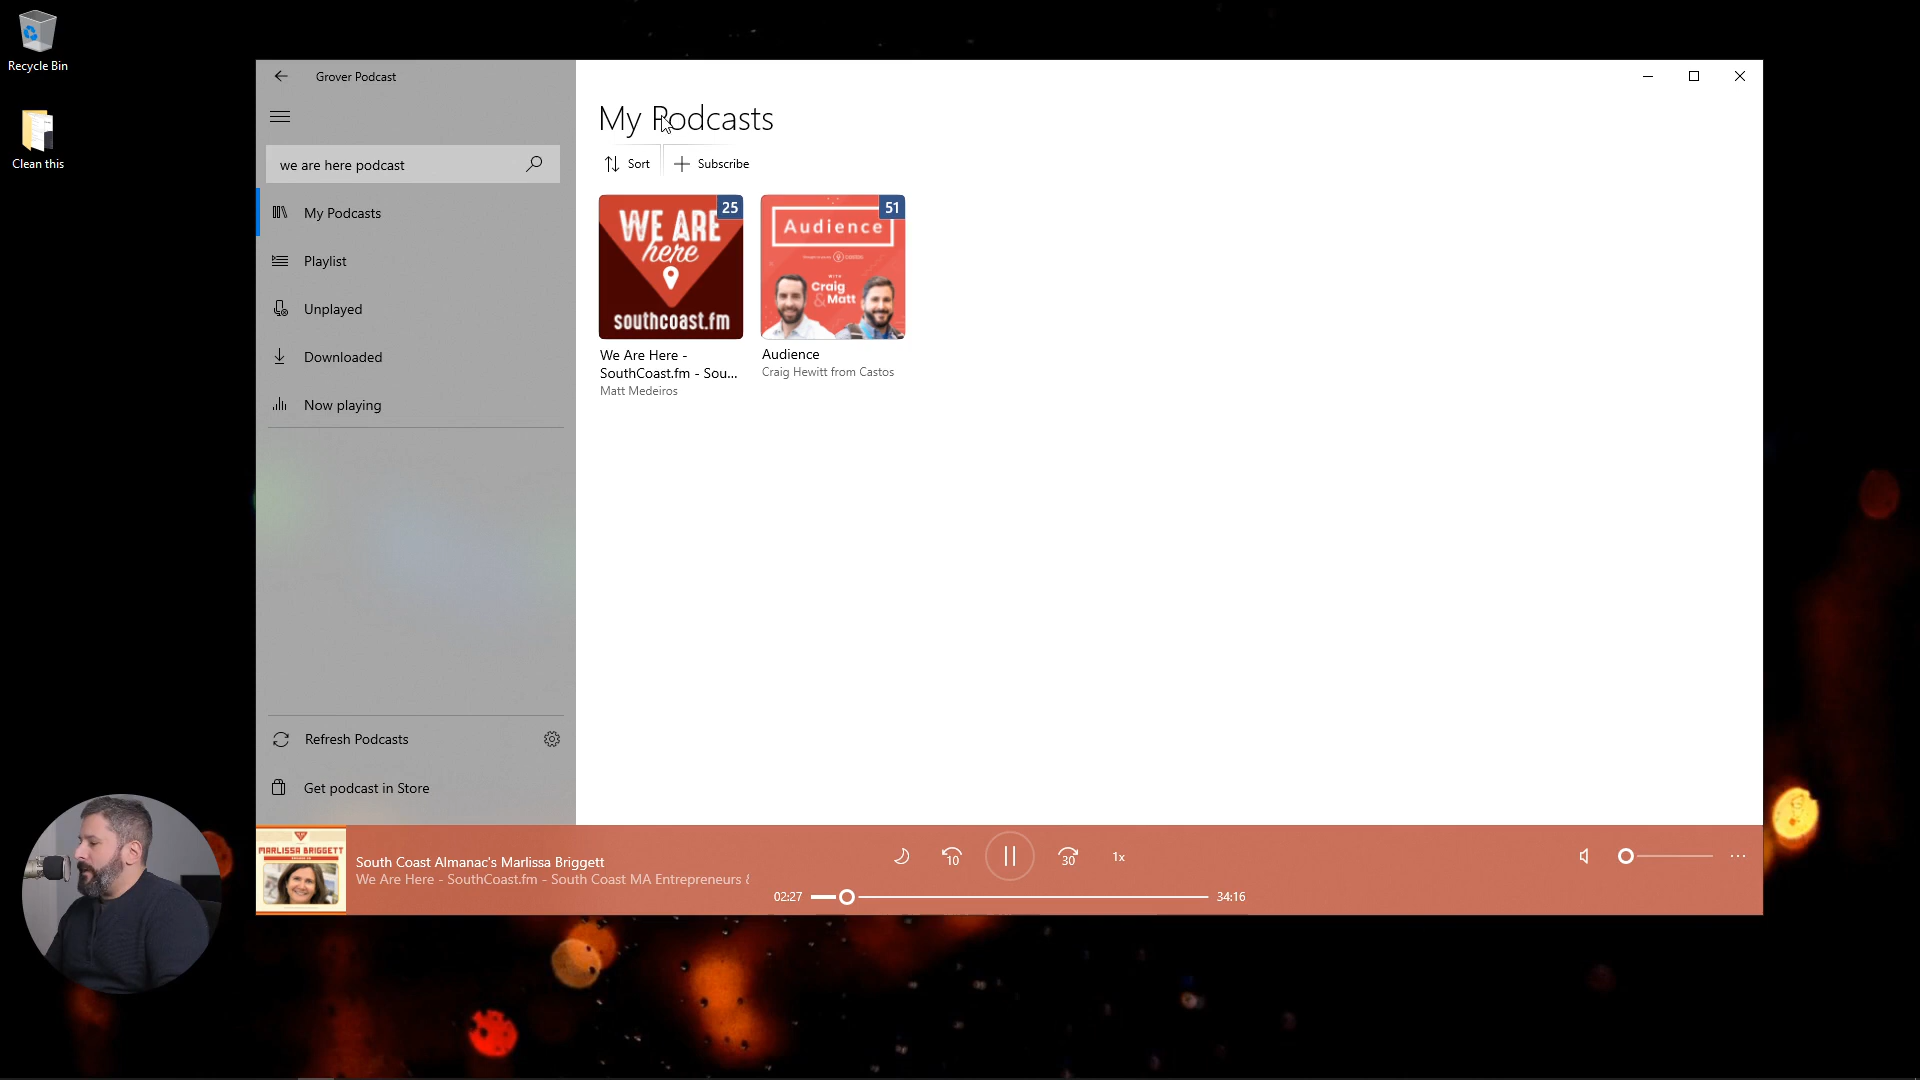 Recycle Bin
Clean this
Grover Podcast
we are here podcast
My Podcasts
Playlist
Unplayed
Downloaded
Now playing
Refresh Podcasts
Get podcast in Store
My Podcasts
Sort
Subscribe
WE ARE
here
southcoast.fm
25
We Are Here -
SouthCoast.fm - Sou...
Matt Medeiros
Audience
51
WITH
Craig
& Matt
Audience
Craig Hewitt from Castos
MARLISSA BRIGGETT
South Coast Almanac's Marlissa Briggett
We Are Here - SouthCoast.fm - South Coast MA Entrepreneurs &
10
30
1x
02:27
34:16